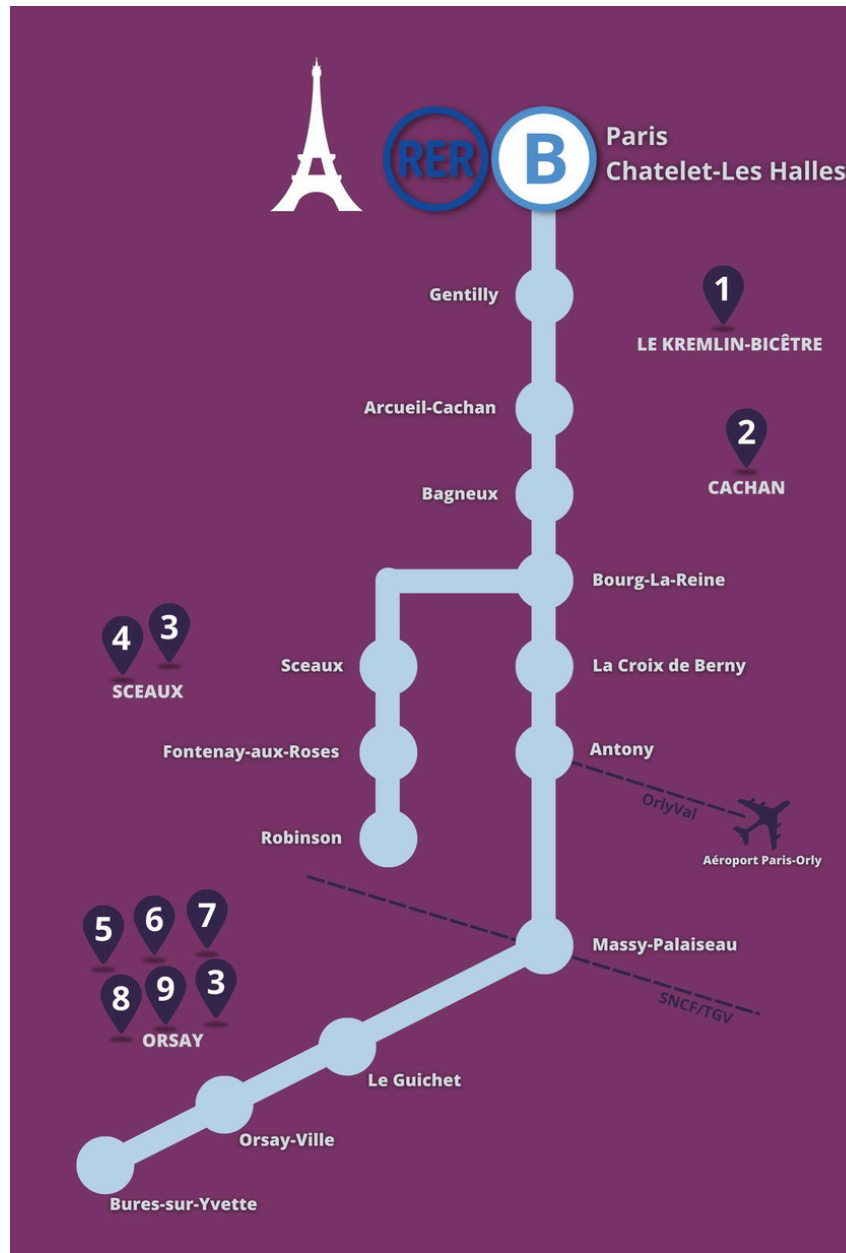 RER
B
Paris
Chatelet-Les Halles
Gentilly
1
LE KREMLIN-BICÊTRE
Arcueil-Cachan
2
CACHAN
Bagneux
Bourg-La-Reine
4
3
SCEAUX
Sceaux
La Croix de Berny
Fontenay-aux-Roses
Antony
OrlyVal
Aéroport Paris-Orly
Robinson
5
6
7
8
9
3
ORSAY
Massy-Palaiseau
SNCF/TGV
Le Guichet
Orsay-Ville
Bures-sur-Yvette